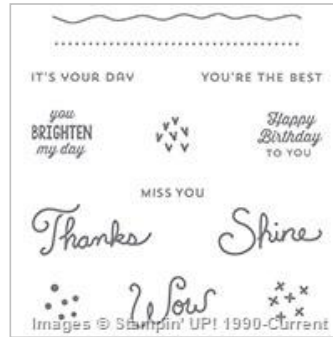 IT'S YOUR DAY
YOU'RE THE BEST
you
BRIGHTEN
my day
Happy
Birthday
TO YOU
MISS YOU
Thanks
Shine
Wow
Images © Stampin' UP! 1990-Current